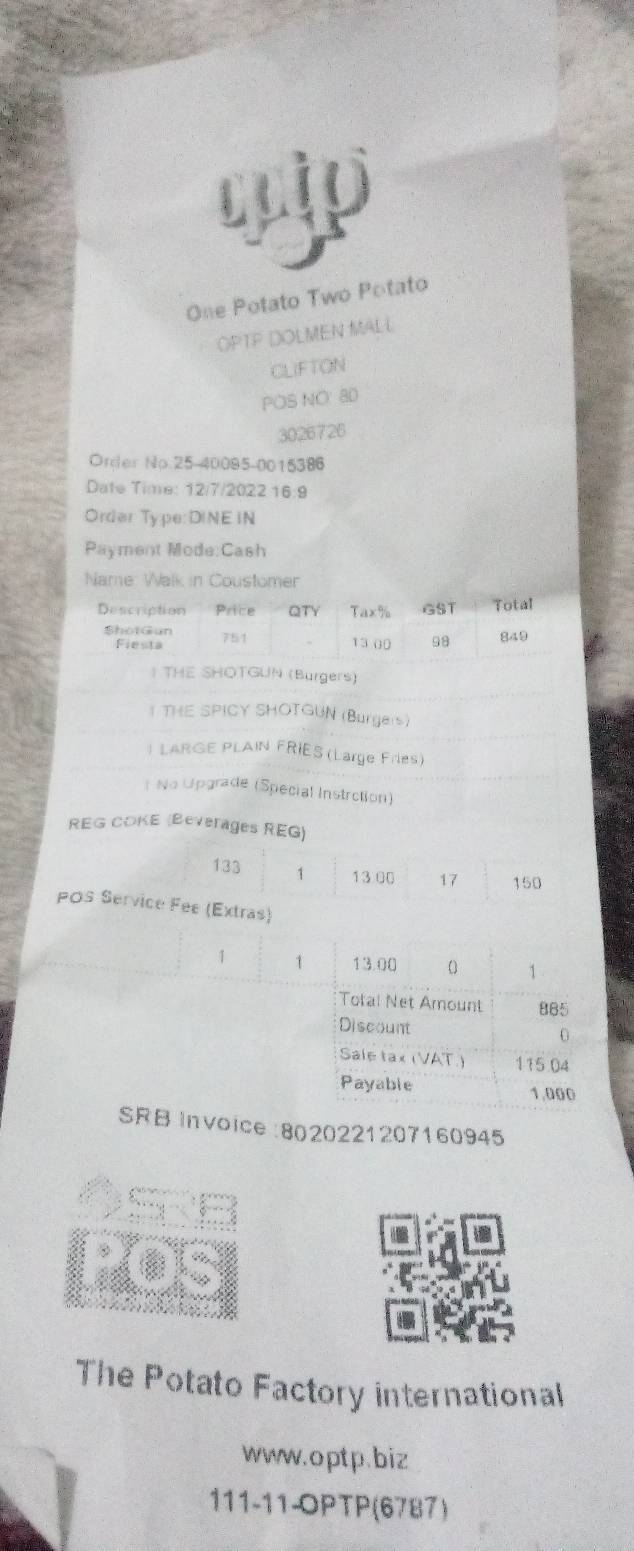 optp
One Potato Two Potato
OPTP DOLMEN MALL
CLIFTON
POS NO: 80
3026726
Order No.25-40095-0015386
Date Time: 12/7/2022 16:9
Order Type:DINE IN
Payment Mode:Cash
Name: Walk in Coustomer
Description Price QTY Tax% GST Total
ShotGun Fiesta 751 - 13.00 98 849
1 THE SHOTGUN (Burgers)
1 THE SPICY SHOTGUN (Burgers)
1 LARGE PLAIN FRIES (Large Fries)
1 No Upgrade (Special Instrction)
REG COKE (Beverages REG)
133 1 13.00 17 150
POS Service Fee (Extras)
1 1 13.00 0 1
Total Net Amount 885
Discount 0
Sale tax (VAT.) 115.04
Payable 1,000
SRB Invoice :8020221207160945
SRB
POS
The Potato Factory international
www.optp.biz
111-11-OPTP(6787)